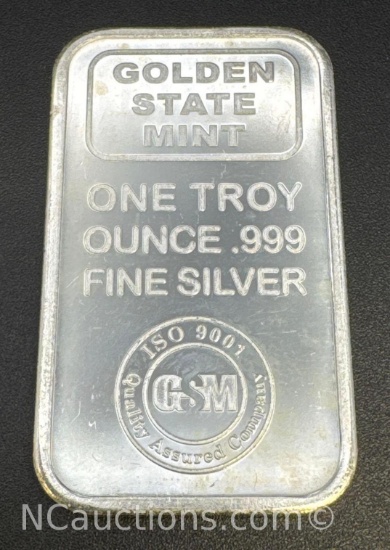 GOLDEN
STATE
MINT
ONE TROY
OUNCE .999
FINE SILVER
ISO 9001
GSM
Quality Assured Company
NCauctions.com©